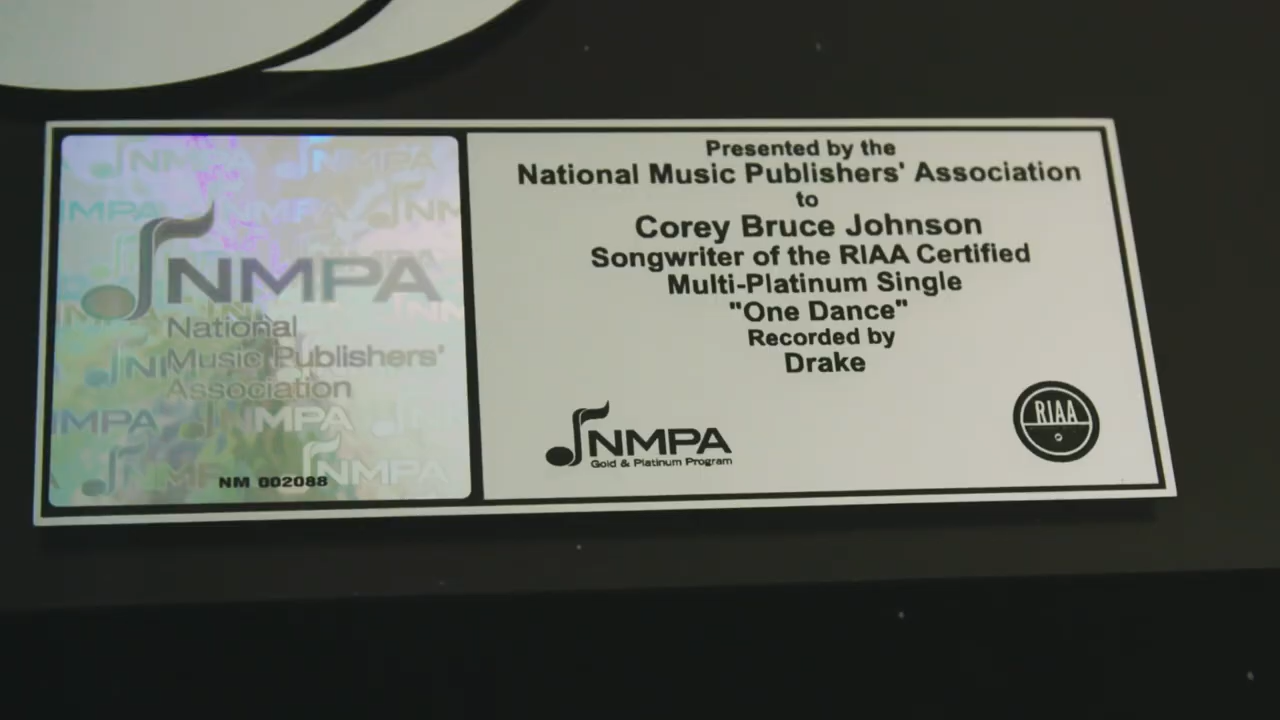 NMPA
National
Music Publishers'
Association
NM 002088
Presented by the
National Music Publishers' Association
to
Corey Bruce Johnson
Songwriter of the RIAA Certified
Multi-Platinum Single
"One Dance"
Recorded by
Drake
NMPA
Gold & Platinum Program
RIAA